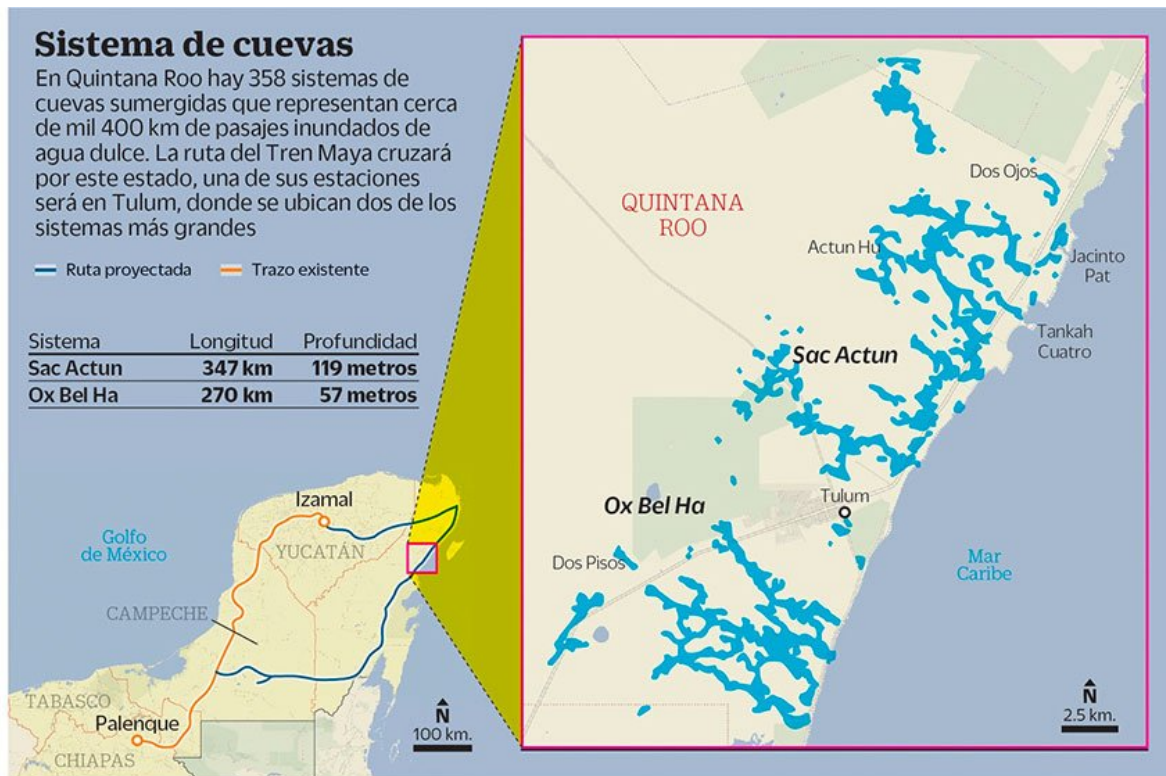 Sistema de cuevas
En Quintana Roo hay 358 sistemas de
cuevas sumergidas que representan cerca
de mil 400 km de pasajes inundados de
agua dulce. La ruta del Tren Maya cruzará
por este estado, una de sus estaciones
será en Tulum, donde se ubican dos de los
sistemas más grandes
Ruta proyectada Trazo existente
Sistema Longitud Profundidad
Sac Actun 347 km 119 metros
Ox Bel Ha 270 km 57 metros
Izamal
Golfo
de México
YUCATÁN
CAMPECHE
TABASCO
Palenque
CHIAPAS
N
100 km.
Dos Ojos
QUINTANA
ROO
Actun Hu
Jacinto
Pat
Tankah
Cuatro
Sac Actun
Tulum
Ox Bel Ha
Dos Pisos
Mar
Caribe
N
2.5 km.